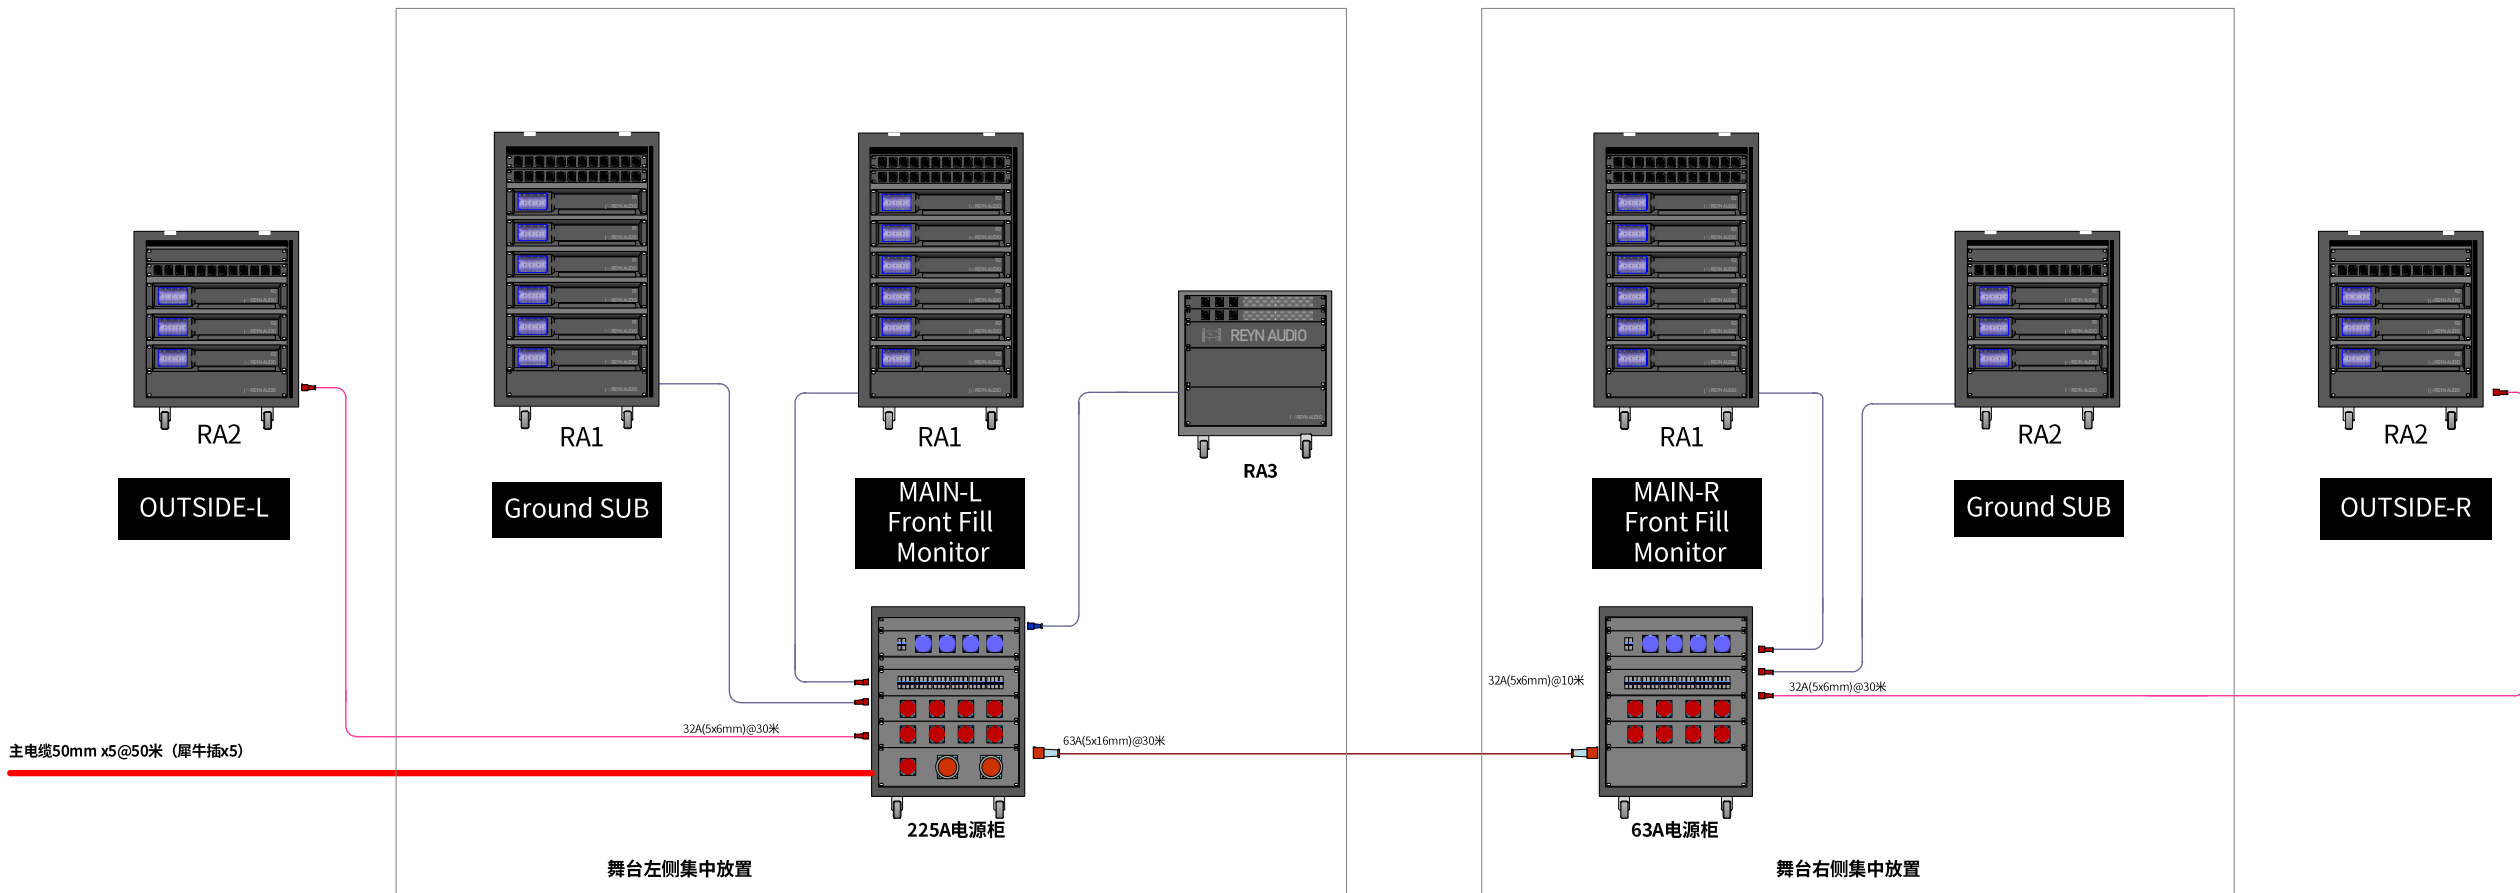 RA2
OUTSIDE-L
RA1
Ground SUB
RA1
MAIN-L
Front Fill
Monitor
REYN AUDIO
RA3
RA1
MAIN-R
Front Fill
Monitor
RA2
Ground SUB
RA2
OUTSIDE-R
32A(5x6mm)@30米
主电缆50mm x5@50米（犀牛插x5）
63A(5x16mm)@30米
32A(5x6mm)@10米
32A(5x6mm)@30米
225A电源柜
63A电源柜
舞台左侧集中放置
舞台右侧集中放置